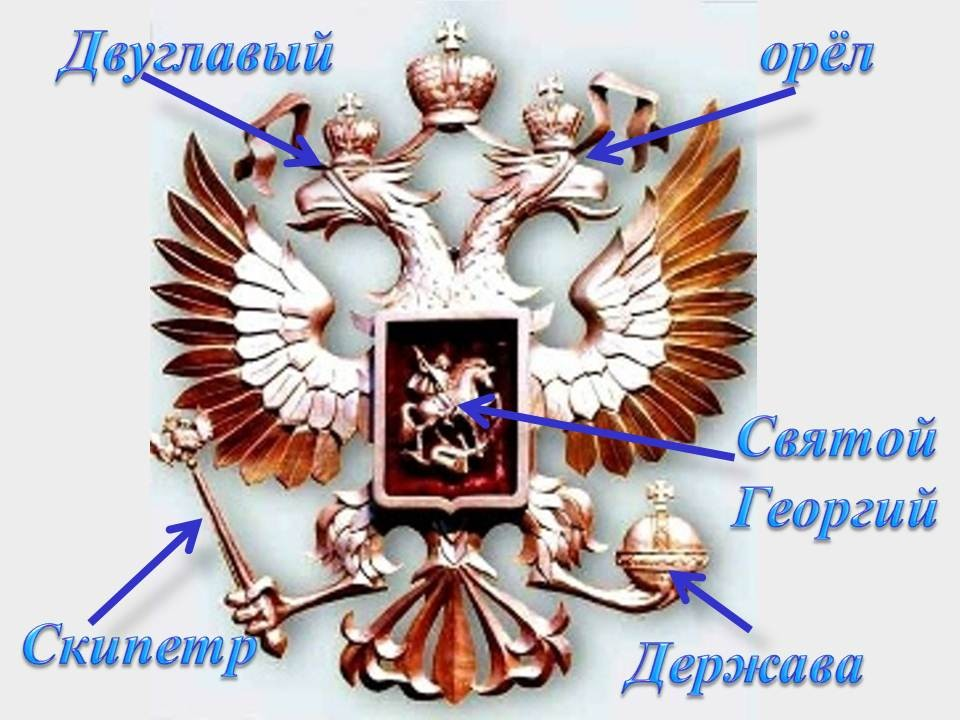 Двуглавый орёл
Святой
Георгий
Скипетр
Держава